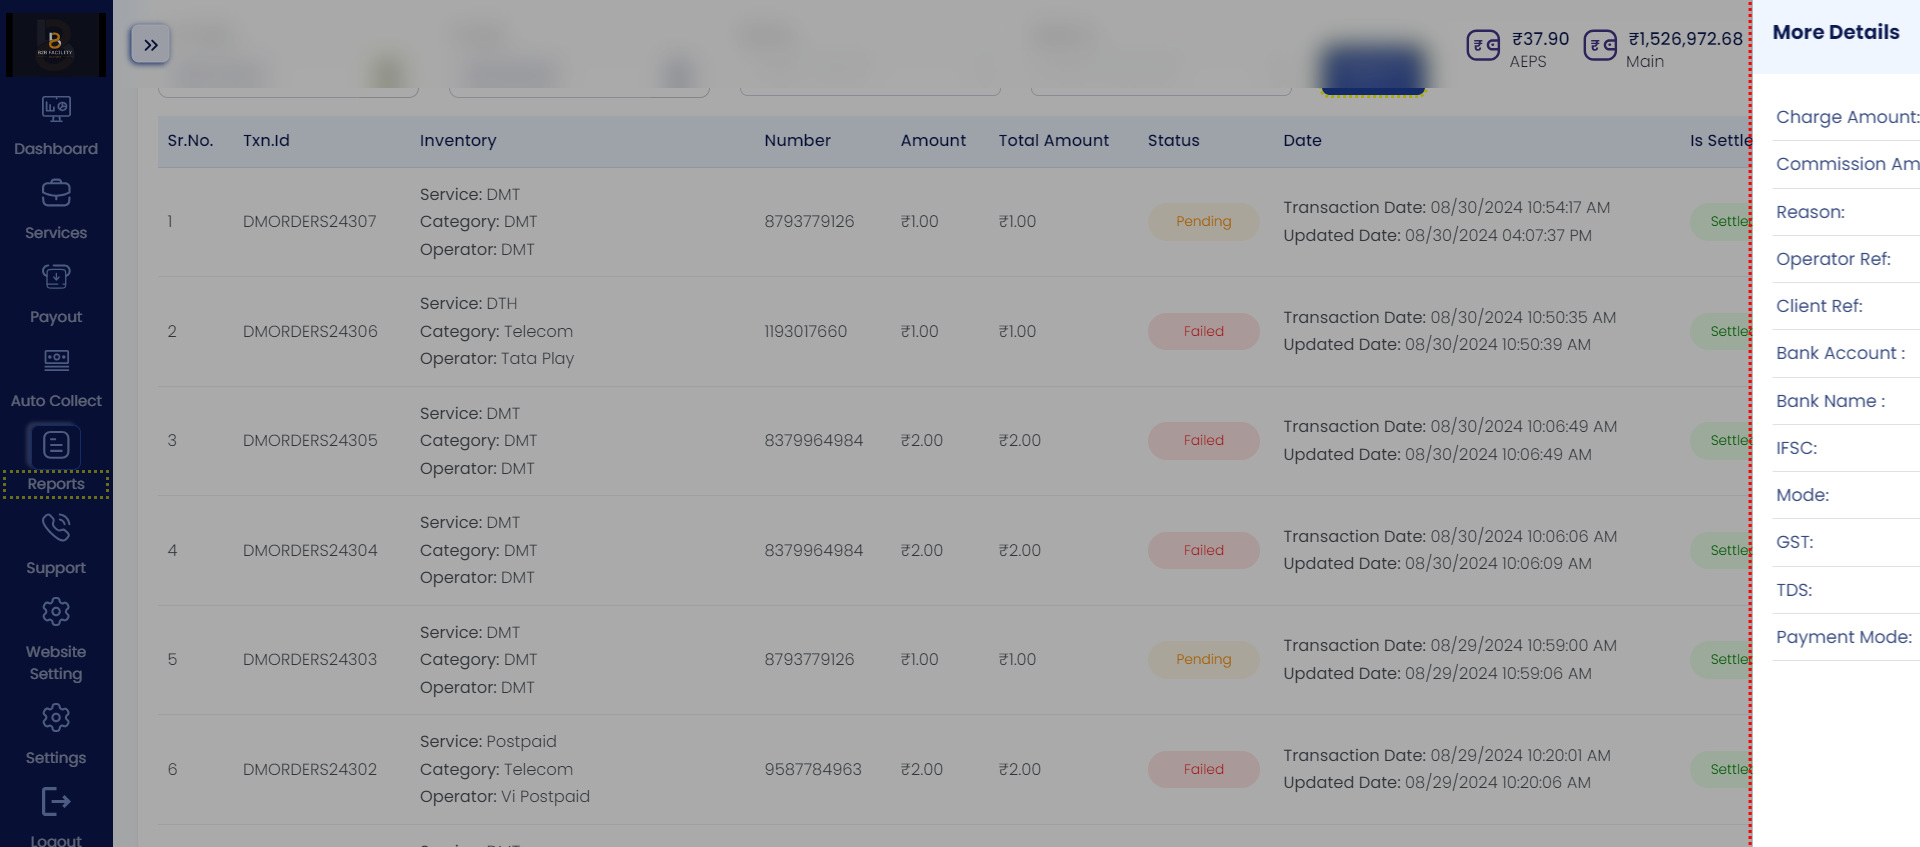 B2B FACILITY
₹37.90
AEPS
₹1,526,972.68
Main
More Details
Dashboard
Services
Payout
Auto Collect
Reports
Support
Website
Setting
Settings
Logout
Sr.No. Txn.Id Inventory Number Amount Total Amount Status Date Is Settle
1 DMORDERS24307 Service: DMT
Category: DMT
Operator: DMT
8793779126 ₹1.00 ₹1.00 Pending
Transaction Date: 08/30/2024 10:54:17 AM
Updated Date: 08/30/2024 04:07:37 PM
Settle
2 DMORDERS24306 Service: DTH
Category: Telecom
Operator: Tata Play
1193017660 ₹1.00 ₹1.00 Failed
Transaction Date: 08/30/2024 10:50:35 AM
Updated Date: 08/30/2024 10:50:39 AM
Settle
3 DMORDERS24305 Service: DMT
Category: DMT
Operator: DMT
8379964984 ₹2.00 ₹2.00 Failed
Transaction Date: 08/30/2024 10:06:49 AM
Updated Date: 08/30/2024 10:06:49 AM
Settle
4 DMORDERS24304 Service: DMT
Category: DMT
Operator: DMT
8379964984 ₹2.00 ₹2.00 Failed
Transaction Date: 08/30/2024 10:06:06 AM
Updated Date: 08/30/2024 10:06:09 AM
Settle
5 DMORDERS24303 Service: DMT
Category: DMT
Operator: DMT
8793779126 ₹1.00 ₹1.00 Pending
Transaction Date: 08/29/2024 10:59:00 AM
Updated Date: 08/29/2024 10:59:06 AM
Settle
6 DMORDERS24302 Service: Postpaid
Category: Telecom
Operator: Vi Postpaid
9587784963 ₹2.00 ₹2.00 Failed
Transaction Date: 08/29/2024 10:20:01 AM
Updated Date: 08/29/2024 10:20:06 AM
Settle
Charge Amount:
Commission Am
Reason:
Operator Ref:
Client Ref:
Bank Account :
Bank Name :
IFSC:
Mode:
GST:
TDS:
Payment Mode: